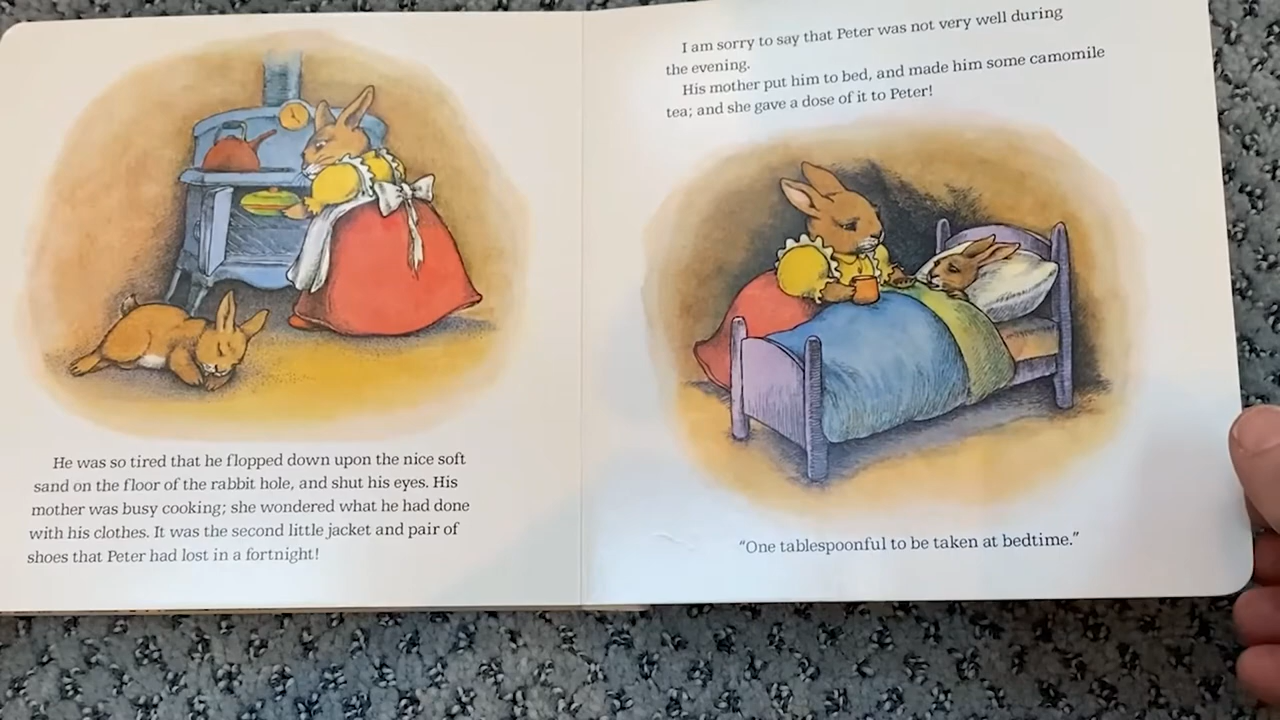 He was so tired that he flopped down upon the nice soft
sand on the floor of the rabbit hole, and shut his eyes. His
mother was busy cooking; she wondered what he had done
with his clothes. It was the second little jacket and pair of
shoes that Peter had lost in a fortnight!
I am sorry to say that Peter was not very well during
the evening.
His mother put him to bed, and made him some camomile
tea; and she gave a dose of it to Peter!
“One tablespoonful to be taken at bedtime.”